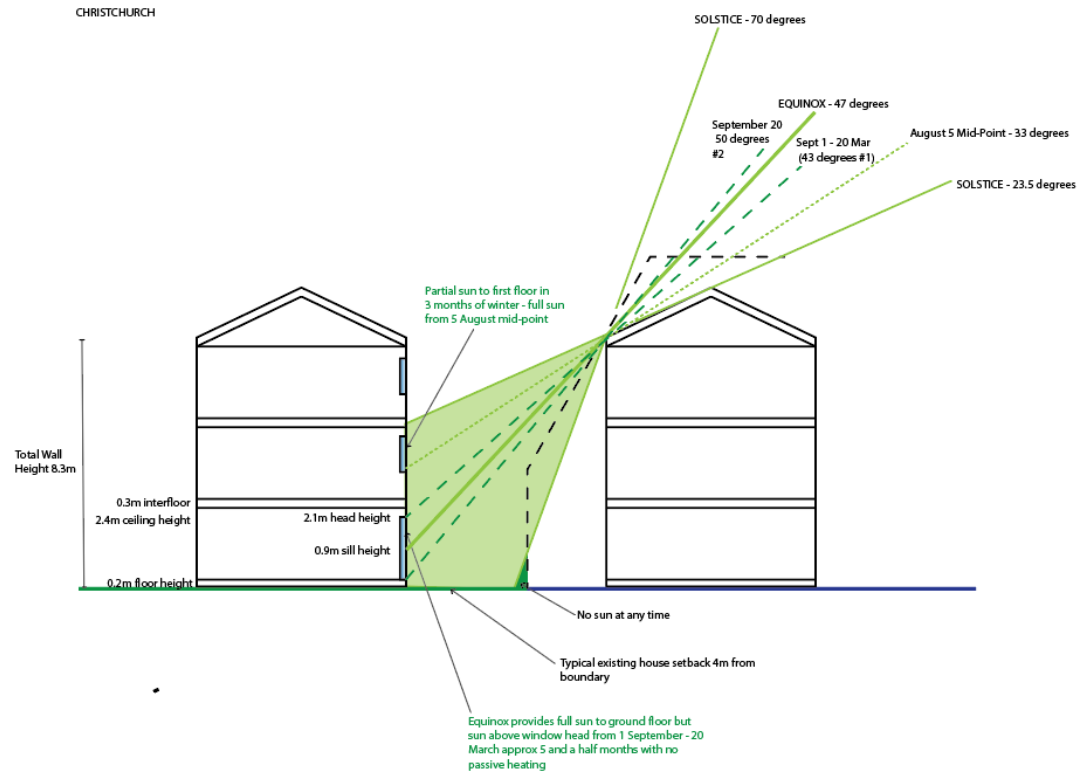 CHRISTCHURCH
SOLSTICE - 70 degrees
EQUINOX - 47 degrees
September 20
50 degrees
#2
Sept 1 - 20 Mar
(43 degrees #1)
August 5 Mid-Point - 33 degrees
SOLSTICE - 23.5 degrees
Partial sun to first floor in
3 months of winter - full sun
from 5 August mid-point
Total Wall
Height 8.3m
0.3m interfloor
2.4m ceiling height
2.1m head height
0.9m sill height
0.2m floor height
No sun at any time
Typical existing house setback 4m from
boundary
Equinox provides full sun to ground floor but
sun above window head from 1 September - 20
March approx 5 and a half months with no
passive heating